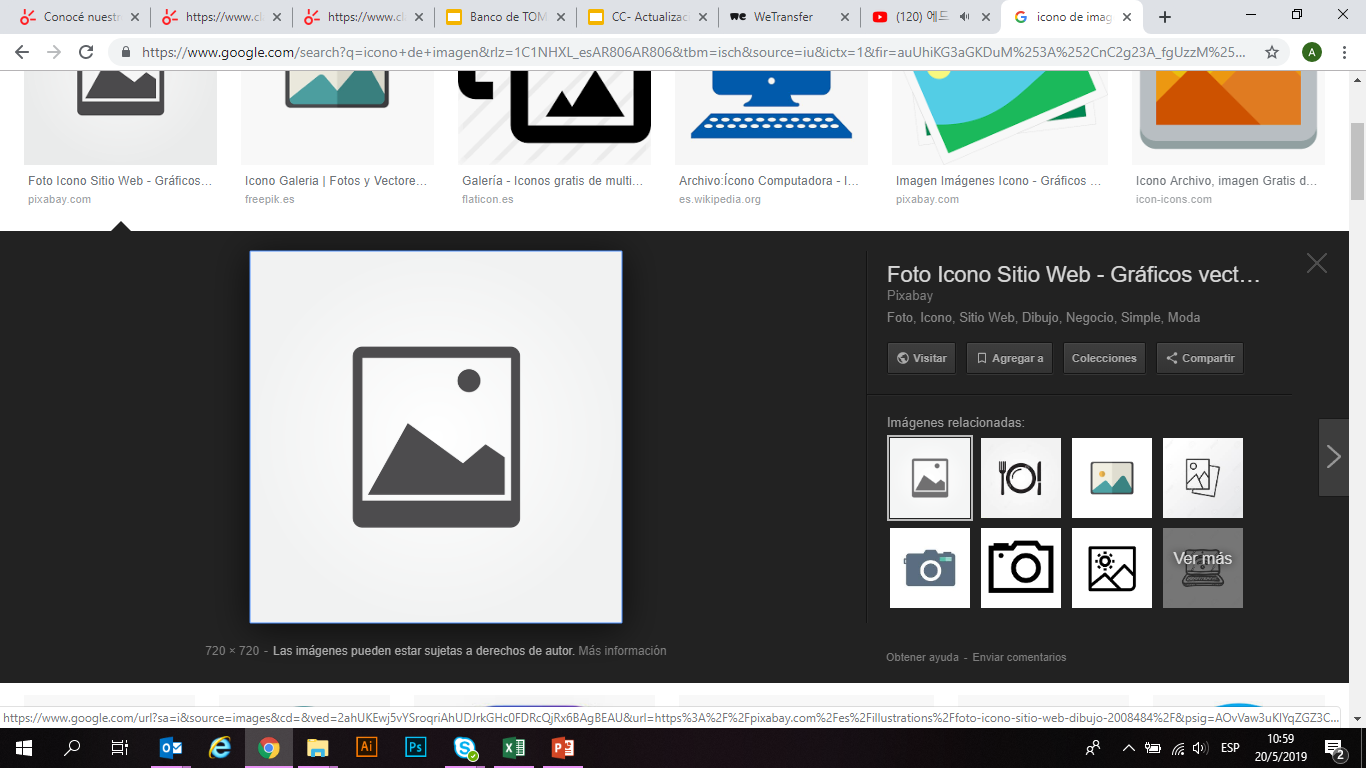 Conocé nuestr
https://www.cl
https://www.cl
Banco de TOM
CC- Actualizac
WeTransfer
(120) 에드
icono de imag
https://www.google.com/search?q=icono+de+imagen&rlz=1C1NHXL_esAR806AR806&tbm=isch&source=iu&ictx=1&fir=auUhiKG3aGKDuM%253A%252CnC2g23A_fgUzzM%25...
A
Foto Icono Sitio Web - Gráficos...
pixabay.com
Icono Galeria | Fotos y Vectore...
freepik.es
Galería - Iconos gratis de multi...
flaticon.es
Archivo:Ícono Computadora - I...
es.wikipedia.org
Imagen Imágenes Icono - Gráficos ...
pixabay.com
Icono Archivo, imagen Gratis d...
icon-icons.com
Foto Icono Sitio Web - Gráficos vect...
Pixabay
Foto, Icono, Sitio Web, Dibujo, Negocio, Simple, Moda
Visitar
Agregar a
Colecciones
Compartir
Imágenes relacionadas:
Ver más
720 × 720 - Las imágenes pueden estar sujetas a derechos de autor. Más información
Obtener ayuda - Enviar comentarios
https://www.google.com/url?sa=i&source=images&cd=&ved=2ahUKEwj5vYSroqriAhUDJrkGHc0FDRcQjRx6BAgBEAU&url=https%3A%2F%2Fpixabay.com%2Fes%2Fillustrations%2Ffoto-icono-sitio-web-dibujo-2008484%2F&psig=AOvVaw3uKlYqZGZ3C...
Ai
Ps
ESP
10:59
20/5/2019
2